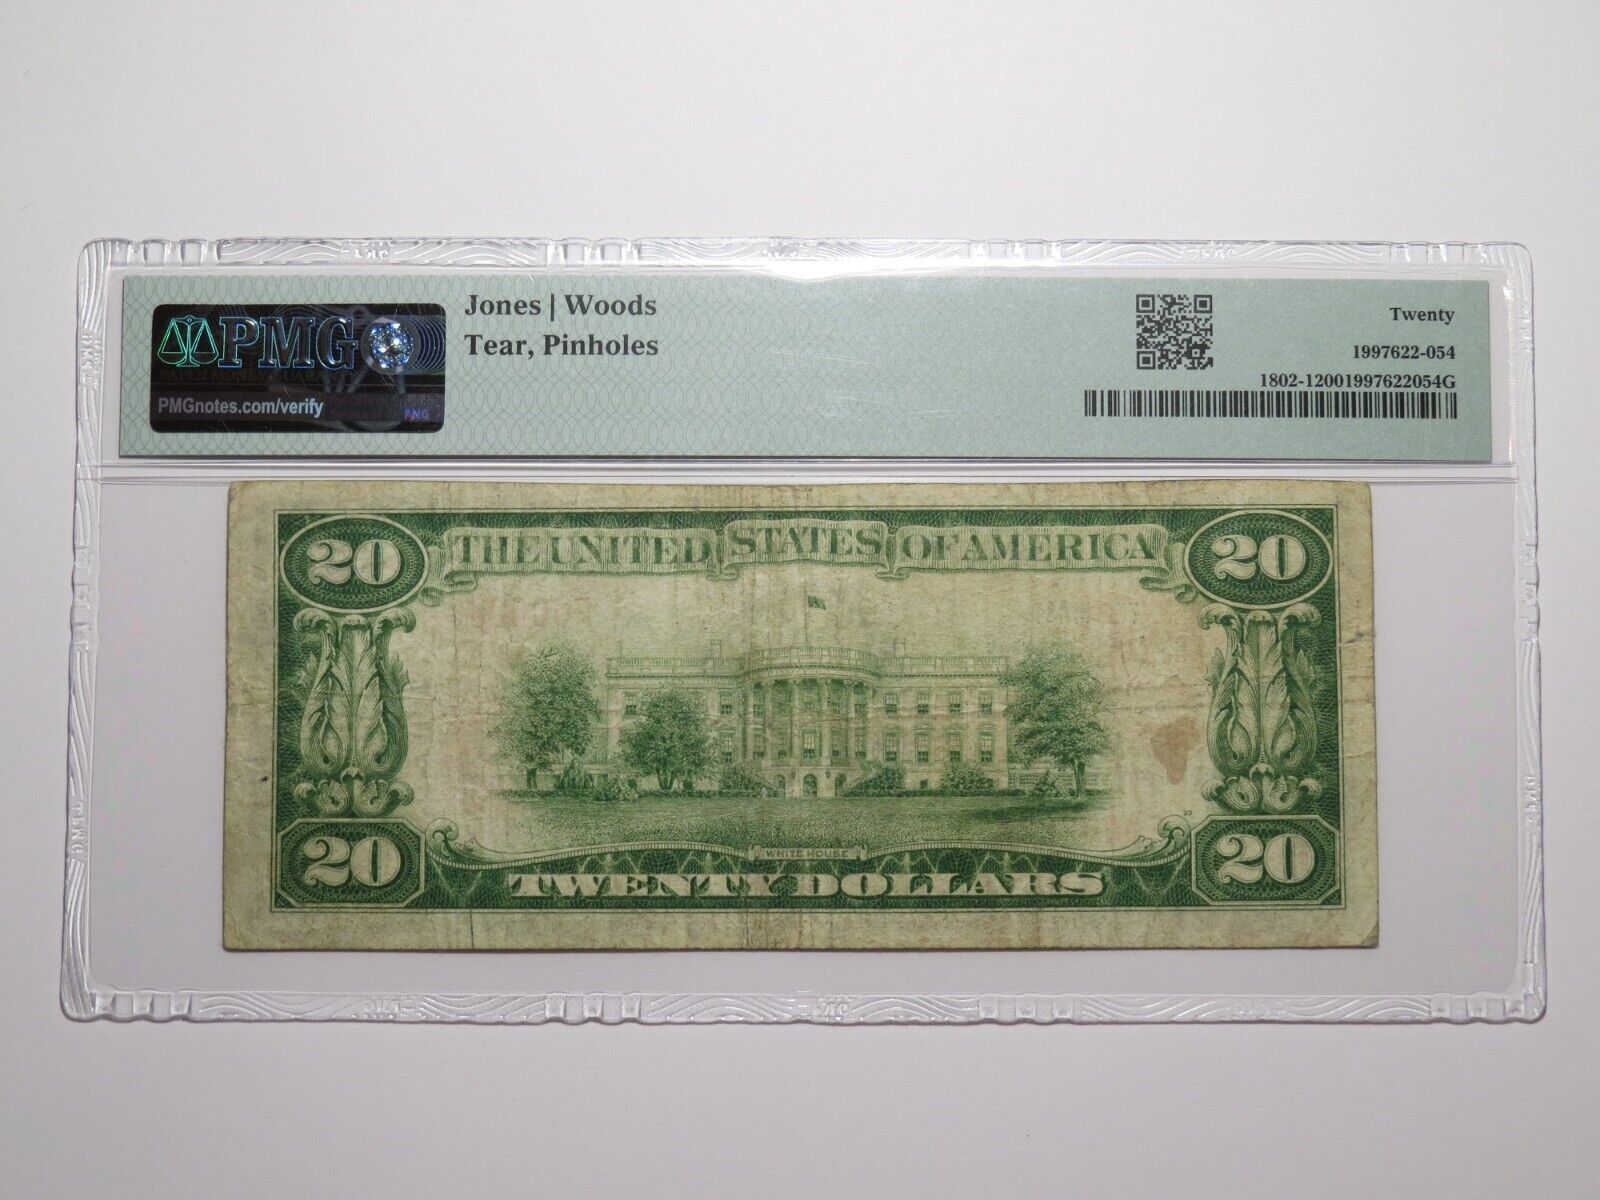 PMG
PMGnotes.com/verify
PNG
Jones | Woods
Tear, Pinholes
Twenty
1997622-054
1802-12001997622054G
20 THE UNITED STATES OF AMERICA 20
WHITE HOUSE
20 TWENTY DOLLARS 20